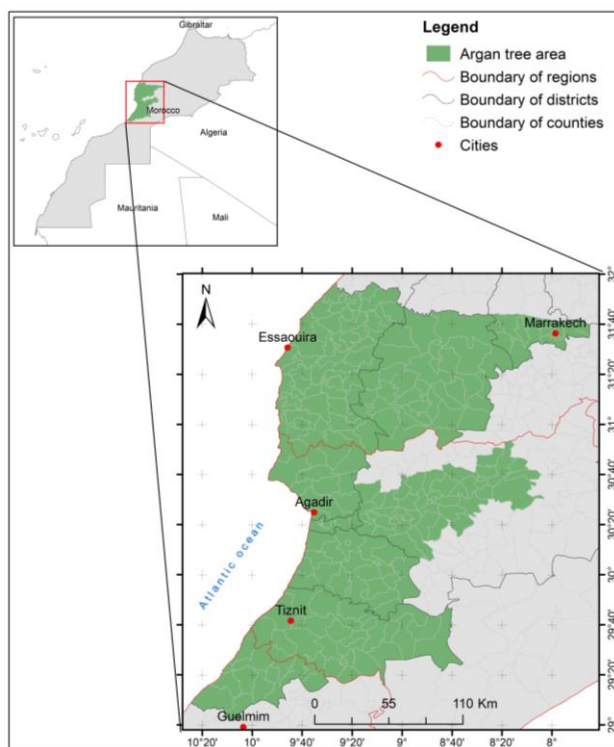 Gibraltar
Morocco
Algeria
Mauritania
Mali
Legend
Argan tree area
Boundary of regions
Boundary of districts
Boundary of counties
Cities
N
Essaouira
Marrakech
Agadir
Atlantic ocean
Tiznit
Guelmim
0 55 110 Km
32°
31°40'
31°20'
31°
30°40'
30°20'
30°
29°40'
29°20'
29°
10°20' 10° 9°40' 9°20' 9° 8°40' 8°20' 8°